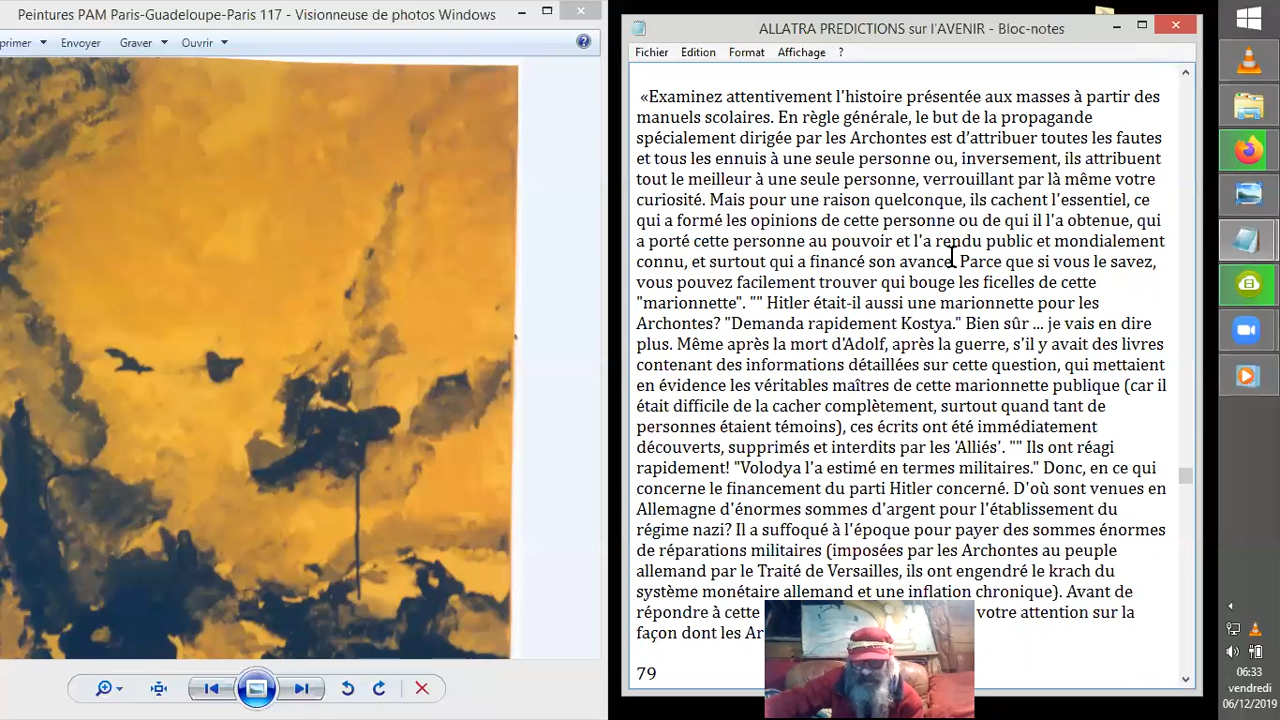 Peintures PAM Paris-Guadeloupe-Paris 117 - Visionneuse de photos Windows
primer
Envoyer
Graver
Ouvrir
ALLATRA PREDICTIONS sur l'AVENIR - Bloc-notes
Fichier Edition Format Affichage ?
«Examinez attentivement l'histoire présentée aux masses à partir des
manuels scolaires. En règle générale, le but de la propagande
spécialement dirigée par les Archontes est d’attribuer toutes les fautes
et tous les ennuis à une seule personne ou, inversement, ils attribuent
tout le meilleur à une seule personne, verrouillant par là même votre
curiosité. Mais pour une raison quelconque, ils cachent l'essentiel, ce
qui a formé les opinions de cette personne ou de qui il l'a obtenue, qui
a porté cette personne au pouvoir et l'a rendu public et mondialement
connu, et surtout qui a financé son avance. Parce que si vous le savez,
vous pouvez facilement trouver qui bouge les ficelles de cette
"marionnette". "" Hitler était-il aussi une marionnette pour les
Archontes? "Demanda rapidement Kostya." Bien sûr ... je vais en dire
plus. Même après la mort d'Adolf, après la guerre, s'il y avait des livres
contenant des informations détaillées sur cette question, qui mettaient
en évidence les véritables maîtres de cette marionnette publique (car il
était difficile de la cacher complètement, surtout quand tant de
personnes étaient témoins), ces écrits ont été immédiatement
découverts, supprimés et interdits par les 'Alliés'. "" Ils ont réagi
rapidement! "Volodya l'a estimé en termes militaires." Donc, en ce qui
concerne le financement du parti Hitler concerné. D'où sont venues en
Allemagne d'énormes sommes d'argent pour l'établissement du
régime nazi? Il a suffoqué à l'époque pour payer des sommes énormes
de réparations militaires (imposées par les Archontes au peuple
allemand par le Traité de Versailles, ils ont engendré le krach du
système monétaire allemand et une inflation chronique). Avant de
répondre à cette votre attention sur la
façon dont les Ar
79
06:33
vendredi
06/12/2019